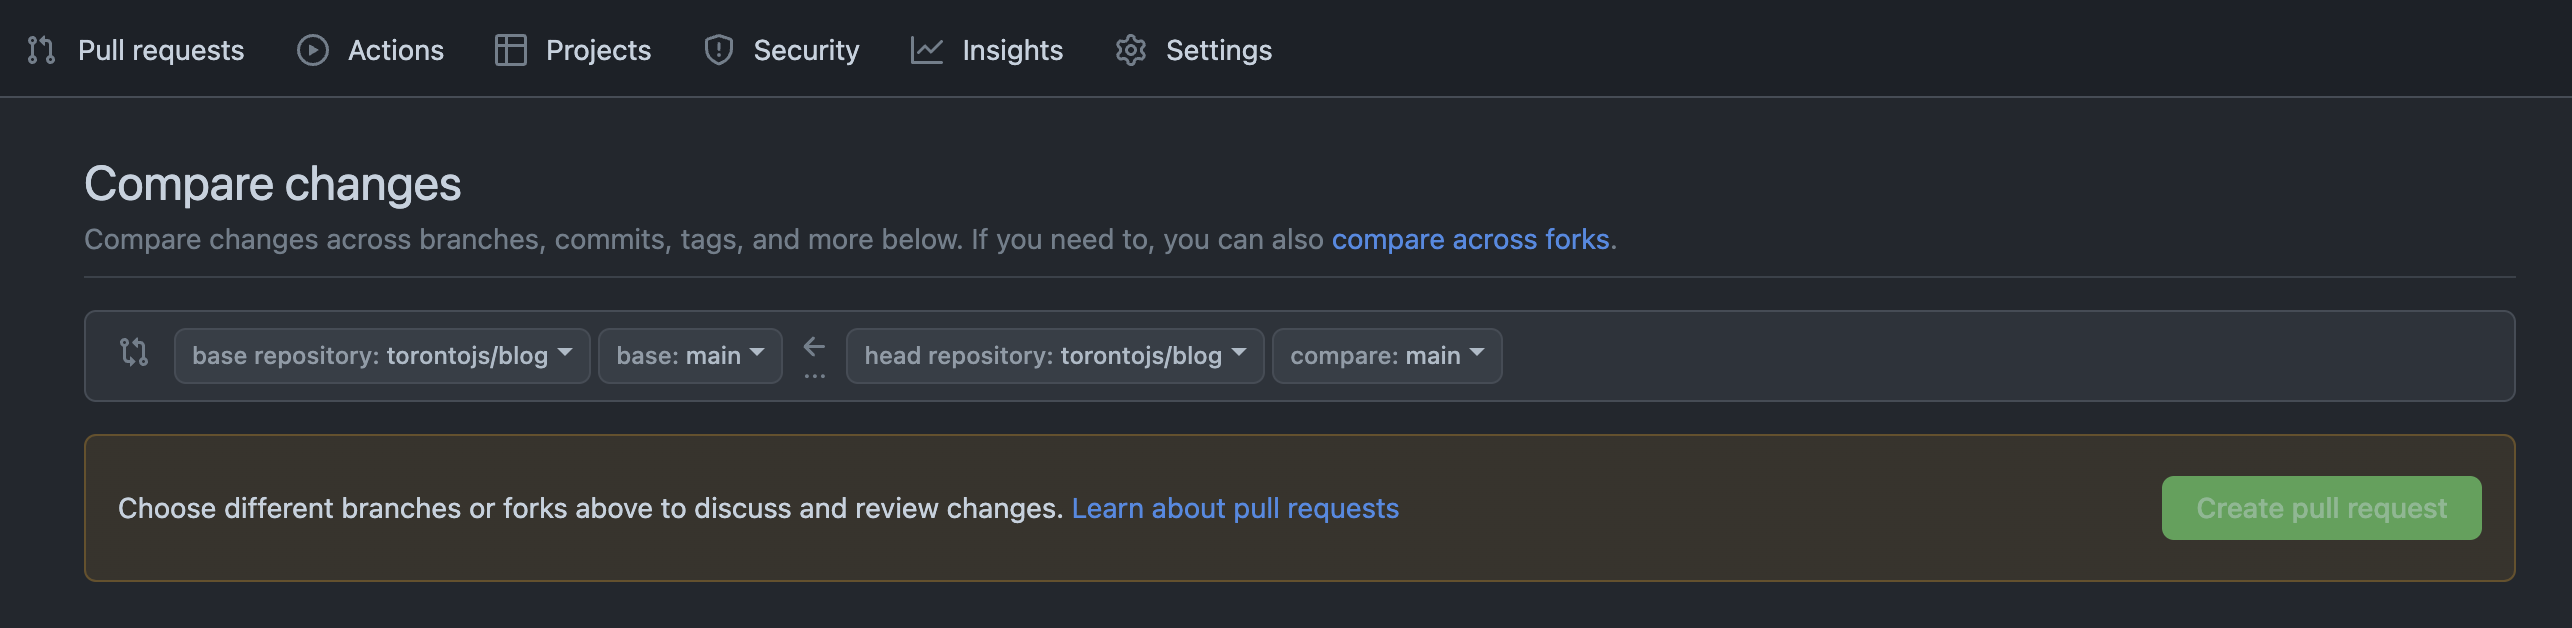 Pull requests Actions Projects Security Insights Settings
Compare changes
Compare changes across branches, commits, tags, and more below. If you need to, you can also compare across forks.
base repository: torontojs/blog base: main ← ... head repository: torontojs/blog compare: main
Choose different branches or forks above to discuss and review changes. Learn about pull requests Create pull request